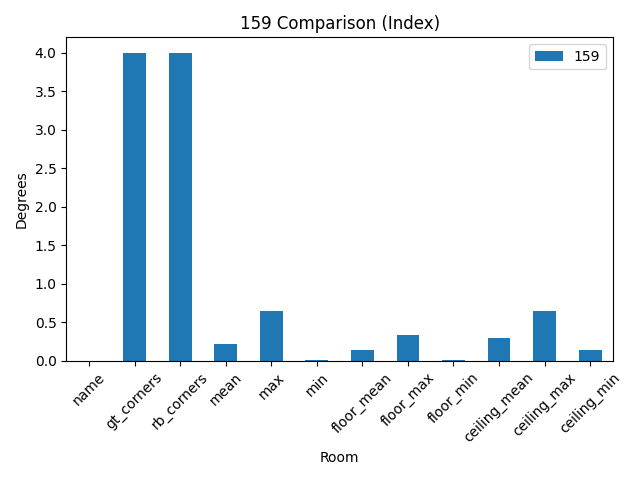 159 Comparison (Index)
159
Degrees
4.0
3.5
3.0
2.5
2.0
1.5
1.0
0.5
0.0
name
gt_corners
rb_corners
mean
max
min
floor_mean
floor_max
floor_min
ceiling_mean
ceiling_max
ceiling_min
Room